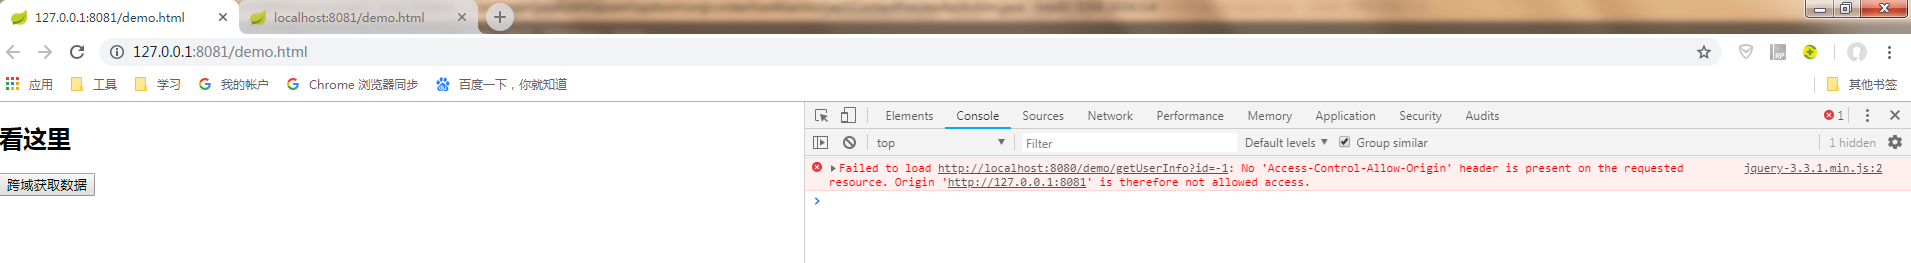 127.0.0.1:8081/demo.html
localhost:8081/demo.html
127.0.0.1:8081/demo.html
应用 工具 学习 我的帐户 Chrome 浏览器同步 百度一下，你就知道 其他书签
看这里
跨域获取数据
Elements Console Sources Network Performance Memory Application Security Audits 1
top Filter Default levels Group similar 1 hidden
Failed to load http://localhost:8080/demo/getUserInfo?id=-1: No 'Access-Control-Allow-Origin' header is present on the requested jquery-3.3.1.min.js:2
resource. Origin 'http://127.0.0.1:8081' is therefore not allowed access.